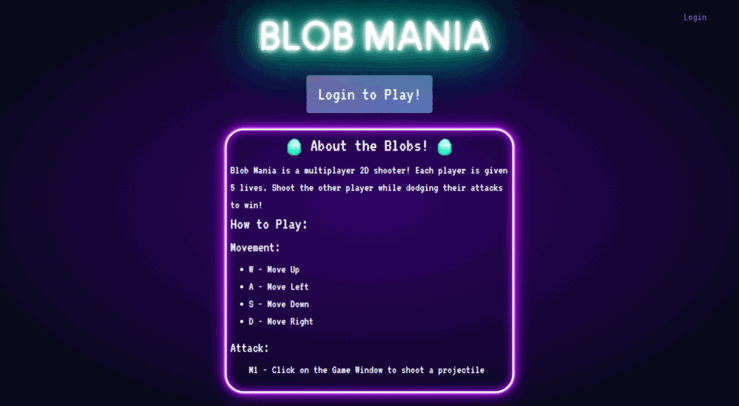 Login
BLOB MANIA
Login to Play!
About the Blobs!
Blob Mania is a multiplayer 2D shooter! Each player is given
5 lives. Shoot the other player while dodging their attacks
to win!
How to Play:
Movement:
• W - Move Up
• A - Move Left
• S - Move Down
• D - Move Right
Attack:
M1 - Click on the Game Window to shoot a projectile